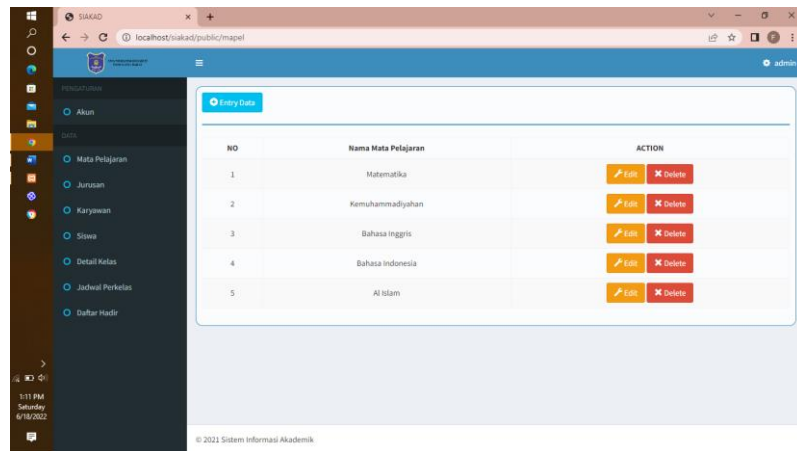 SIAKAD
localhost/siakad/public/mapel
admin
PENGATURAN
Akun
DATA
Mata Pelajaran
Jurusan
Karyawan
Siswa
Detail Kelas
Jadwal Perkelas
Daftar Hadir
Entry Data
NO Nama Mata Pelajaran ACTION
1 Matematika Edit Delete
2 Kemuhammadiyahan Edit Delete
3 Bahasa Inggris Edit Delete
4 Bahasa Indonesia Edit Delete
5 Al Islam Edit Delete
© 2021 Sistem Informasi Akademik
1:11 PM
Saturday
6/18/2022